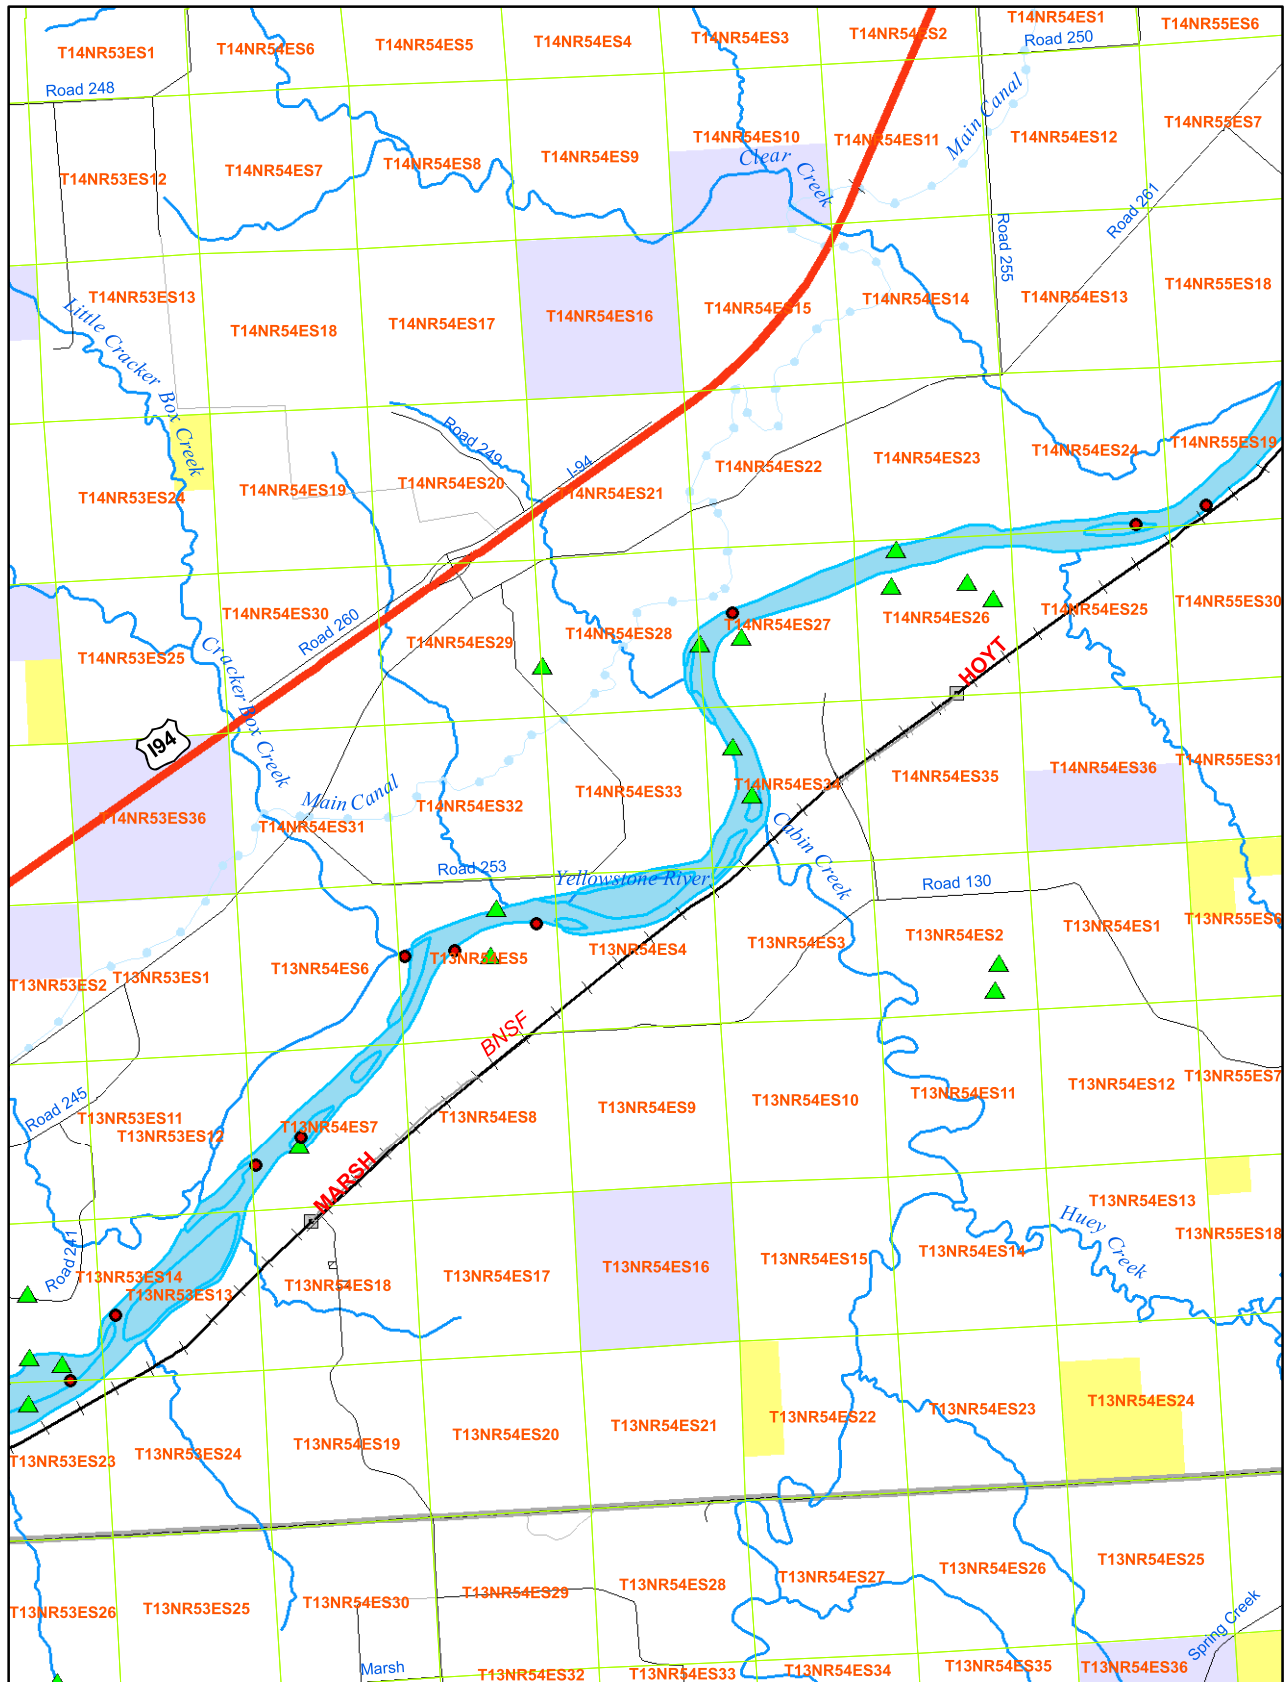 T14NR53ES1
T14NR54ES6
T14NR54ES5
T14NR54ES4
T14NR54ES3
T14NR54ES2
T14NR54ES1
T14NR55ES6
Road 250
Road 248
Main Canal
T14NR53ES12
T14NR54ES7
T14NR54ES8
T14NR54ES9
T14NR54ES10
T14NR54ES11
T14NR54ES12
T14NR55ES7
Clear Creek
Road 261
Road 255
T14NR53ES13
T14NR54ES18
T14NR54ES17
T14NR54ES16
T14NR54ES15
T14NR54ES14
T14NR54ES13
T14NR55ES18
Little Cracker Box Creek
Road 249
I-94
T14NR53ES24
T14NR54ES19
T14NR54ES20
T14NR54ES21
T14NR54ES22
T14NR54ES23
T14NR54ES24
T14NR55ES19
T14NR53ES25
T14NR54ES30
Road 260
T14NR54ES29
T14NR54ES28
T14NR54ES27
T14NR54ES26
T14NR54ES25
T14NR55ES30
HOYT
Cracker Box Creek
I94
Main Canal
T14NR53ES36
T14NR54ES31
T14NR54ES32
T14NR54ES33
T14NR54ES34
T14NR54ES35
T14NR54ES36
T14NR55ES31
Cabin Creek
Road 253
Yellowstone River
Road 130
T13NR53ES2
T13NR53ES1
T13NR54ES6
T13NR54ES5
T13NR54ES4
T13NR54ES3
T13NR54ES2
T13NR54ES1
T13NR55ES6
BNSF
Road 245
T13NR53ES11
T13NR53ES12
T13NR54ES7
T13NR54ES8
T13NR54ES9
T13NR54ES10
T13NR54ES11
T13NR54ES12
T13NR55ES7
MARSH
Road 241
T13NR53ES14
T13NR53ES13
T13NR54ES18
T13NR54ES17
T13NR54ES16
T13NR54ES15
T13NR54ES14
T13NR54ES13
T13NR55ES18
Huey Creek
T13NR53ES23
T13NR53ES24
T13NR54ES19
T13NR54ES20
T13NR54ES21
T13NR54ES22
T13NR54ES23
T13NR54ES24
T13NR53ES26
T13NR53ES25
T13NR54ES30
T13NR54ES29
T13NR54ES28
T13NR54ES27
T13NR54ES26
T13NR54ES25
Spring Creek
Marsh
T13NR54ES32
T13NR54ES33
T13NR54ES34
T13NR54ES35
T13NR54ES36